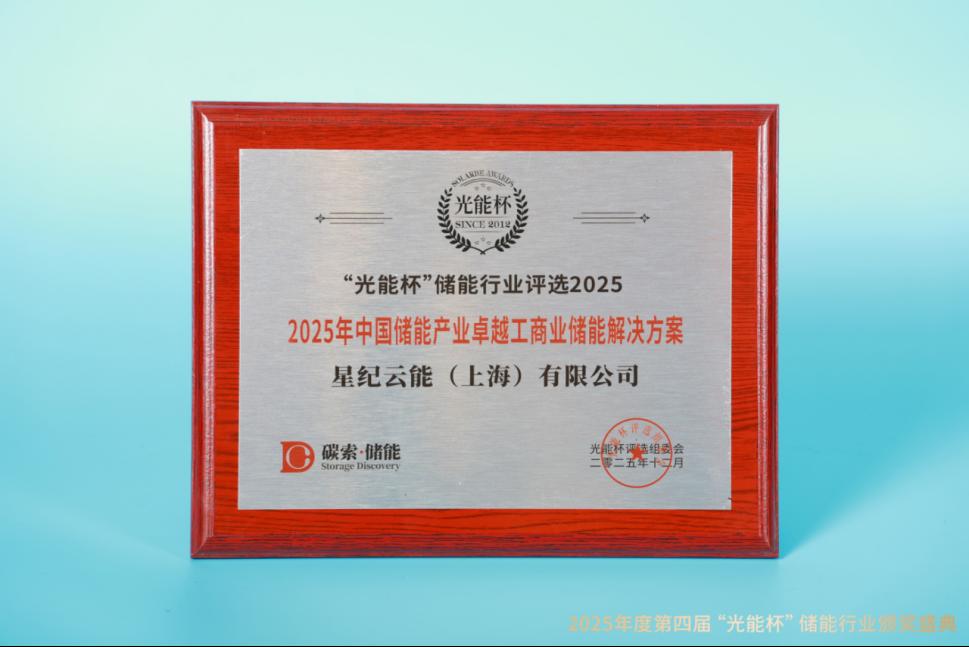 SOLARBE AWARDS
光能杯
SINCE 2012
“光能杯”储能行业评选2025
2025年中国储能产业卓越工商业储能解决方案
星纪云能（上海）有限公司
碳索·储能
Storage Discovery
光能杯评选组委会
二零二五年十二月
2025年度第四届“光能杯”储能行业颁奖盛典